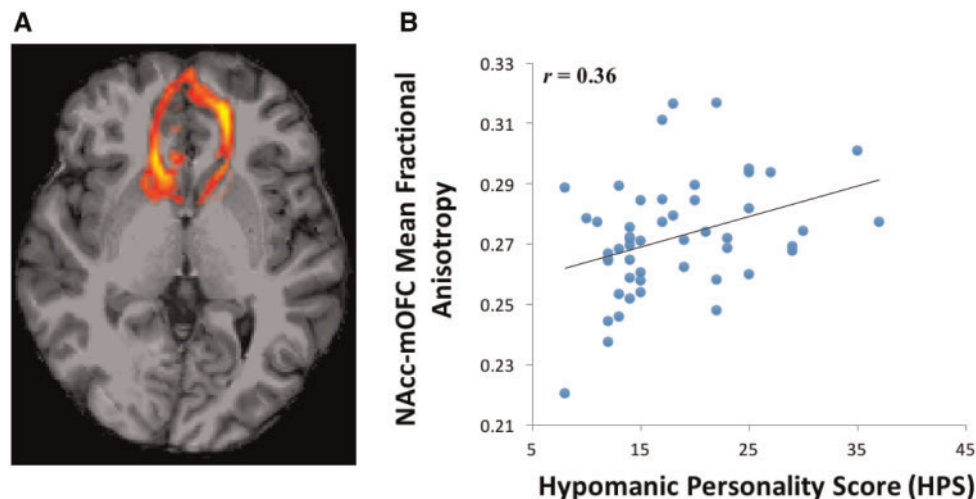 A
B
NAcc-mOFC Mean Fractional
Anisotropy
0.33
0.31
0.29
0.27
0.25
0.23
0.21
r = 0.36
5 15 25 35 45
Hypomanic Personality Score (HPS)